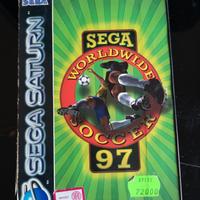 SEGA
SEGA SATURN
SEGA
WORLDWIDE
SOCCER
97
72000